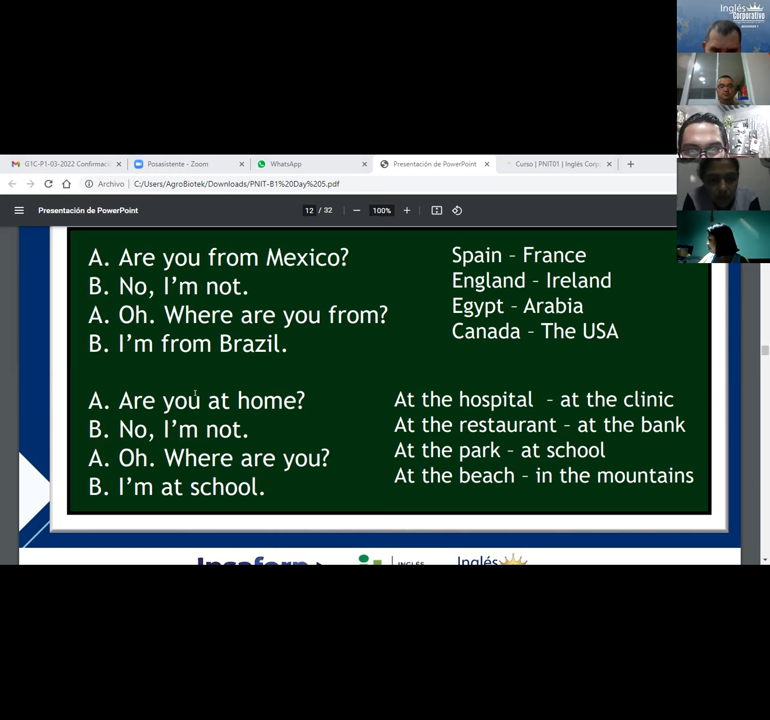 Inglés
Corporativo
G1C-P1-03-2022 Confirmaci
Posasistente - Zoom
WhatsApp
Presentación de PowerPoint
Curso | PNIT01 | Inglés Corp
Archivo | C:/Users/AgroBiotek/Downloads/PNIT-B1%20Day%205.pdf
Presentación de PowerPoint
12 / 32
100%
A. Are you from Mexico?
B. No, I'm not.
A. Oh. Where are you from?
B. I'm from Brazil.
Spain – France
England – Ireland
Egypt – Arabia
Canada – The USA
A. Are you at home?
B. No, I'm not.
A. Oh. Where are you?
B. I'm at school.
At the hospital – at the clinic
At the restaurant – at the bank
At the park – at school
At the beach – in the mountains
Insaforp
INGLÉS
Inglés